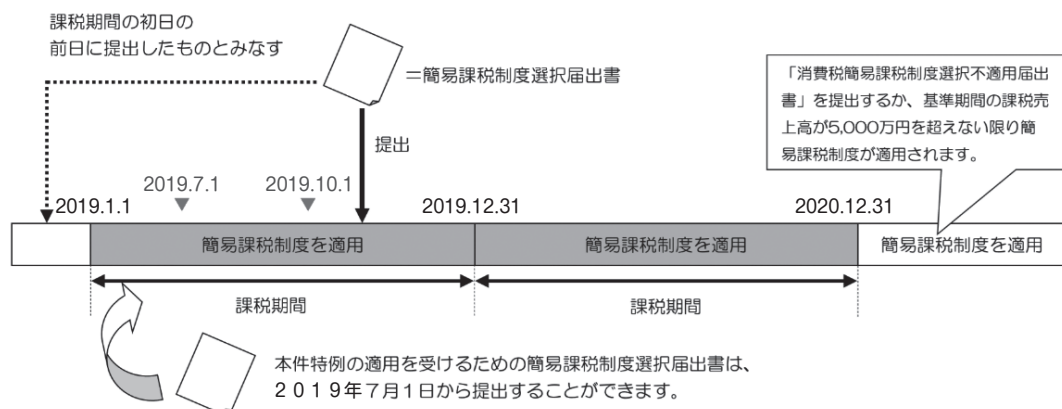 課税期間の初日の
前日に提出したものとみなす
＝簡易課税制度選択届出書
「消費税簡易課税制度選択不適用届出
書」を提出するか、基準期間の課税売
上高が5,000万円を超えない限り簡
易課税制度が適用されます。
提出
2019.7.1
2019.10.1
2019.1.1
2019.12.31
2020.12.31
簡易課税制度を適用
簡易課税制度を適用
簡易課税制度を適用
課税期間
課税期間
本件特例の適用を受けるための簡易課税制度選択届出書は、
２０１９年７月１日から提出することができます。